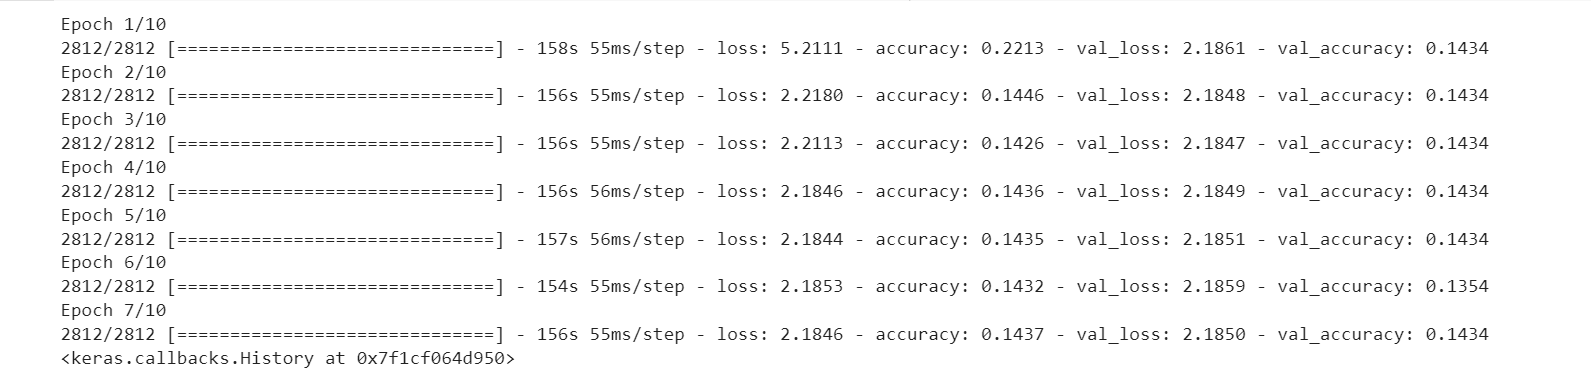 Epoch 1/10
2812/2812 [==============================] - 158s 55ms/step - loss: 5.2111 - accuracy: 0.2213 - val_loss: 2.1861 - val_accuracy: 0.1434
Epoch 2/10
2812/2812 [==============================] - 156s 55ms/step - loss: 2.2180 - accuracy: 0.1446 - val_loss: 2.1848 - val_accuracy: 0.1434
Epoch 3/10
2812/2812 [==============================] - 156s 55ms/step - loss: 2.2113 - accuracy: 0.1426 - val_loss: 2.1847 - val_accuracy: 0.1434
Epoch 4/10
2812/2812 [==============================] - 156s 56ms/step - loss: 2.1846 - accuracy: 0.1436 - val_loss: 2.1849 - val_accuracy: 0.1434
Epoch 5/10
2812/2812 [==============================] - 157s 56ms/step - loss: 2.1844 - accuracy: 0.1435 - val_loss: 2.1851 - val_accuracy: 0.1434
Epoch 6/10
2812/2812 [==============================] - 154s 55ms/step - loss: 2.1853 - accuracy: 0.1432 - val_loss: 2.1859 - val_accuracy: 0.1354
Epoch 7/10
2812/2812 [==============================] - 156s 55ms/step - loss: 2.1846 - accuracy: 0.1437 - val_loss: 2.1850 - val_accuracy: 0.1434
<keras.callbacks.History at 0x7f1cf064d950>